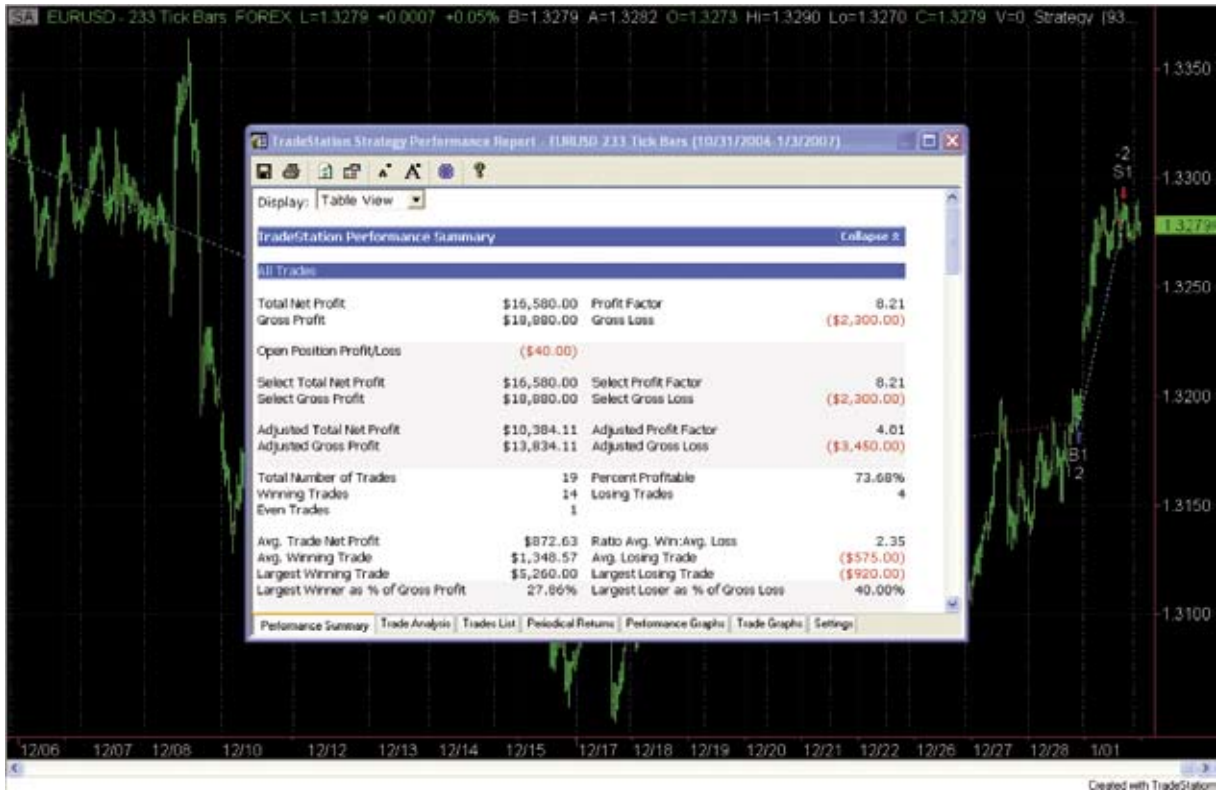 SA EURUSD - 233 Tick Bars FOREX L=1.3279 +0.0007 +0.05% B=1.3279 A=1.3282 O=1.3273 Hi=1.3290 Lo=1.3270 C=1.3279 V=0 Strategy (93...
1.3350
-2
S1
1.3300
1.3279
1.3250
1.3200
B1
2
1.3150
1.3100
TradeStation Strategy Performance Report - EURUSD 233 Tick Bars (10/31/2006-1/3/2007)
Display: Table View
TradeStation Performance Summary Collapse
All Trades
Total Net Profit $16,580.00 Profit Factor 8.21
Gross Profit $18,880.00 Gross Loss ($2,300.00)
Open Position Profit/Loss ($40.00)
Select Total Net Profit $16,580.00 Select Profit Factor 8.21
Select Gross Profit $18,880.00 Select Gross Loss ($2,300.00)
Adjusted Total Net Profit $10,384.11 Adjusted Profit Factor 4.01
Adjusted Gross Profit $13,834.11 Adjusted Gross Loss ($3,450.00)
Total Number of Trades 19 Percent Profitable 73.68%
Winning Trades 14 Losing Trades 4
Even Trades 1
Avg. Trade Net Profit $872.63 Ratio Avg. Win:Avg. Loss 2.35
Avg. Winning Trade $1,348.57 Avg. Losing Trade ($575.00)
Largest Winning Trade $5,260.00 Largest Losing Trade ($920.00)
Largest Winner as % of Gross Profit 27.86% Largest Loser as % of Gross Loss 40.00%
Performance Summary Trade Analysis Trades List Periodical Returns Performance Graphs Trade Graphs Settings
12/06 12/07 12/08 12/10 12/12 12/13 12/14 12/15 12/17 12/18 12/19 12/20 12/21 12/22 12/26 12/27 12/28 1/01
Created with TradeStation